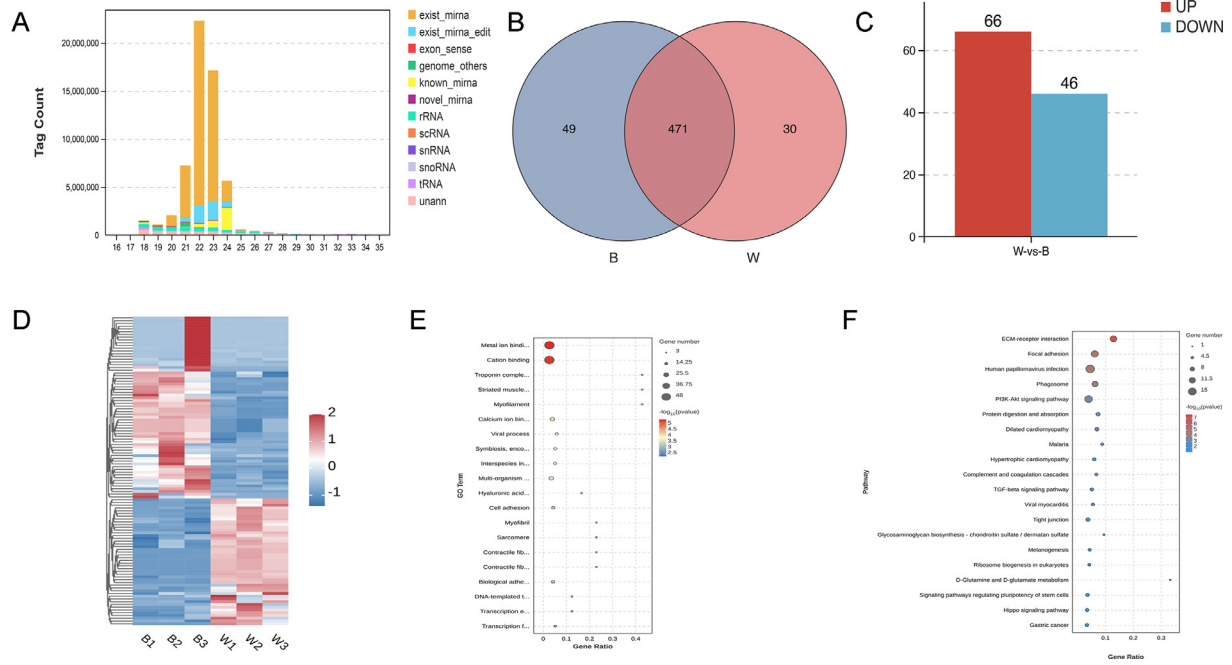 A
Tag Count
20,000,000
15,000,000
10,000,000
5,000,000
0
16 17 18 19 20 21 22 23 24 25 26 27 28 29 30 31 32 33 34 35
exist_mirna
exist_mirna_edit
exon_sense
genome_others
known_mirna
novel_mirna
rRNA
scRNA
snRNA
snoRNA
tRNA
unann
B
49
471
30
B
W
C
UP
DOWN
66
46
60
40
20
0
W-vs-B
D
2
1
0
-1
B1 B2 B3 W1 W2 W3
E
GO Term
Metal ion bindi...
Cation binding
Troponin comple...
Striated muscle...
Myofilament
Calcium ion bin...
Viral process
Symbiosis, enco...
Interspecies in...
Multi-organism ...
Hyaluronic acid...
Cell adhesion
Myofibril
Sarcomere
Contractile fib...
Contractile fib...
Biological adhe...
DNA-templated t...
Transcription e...
Transcription f...
0 0.1 0.2 0.3 0.4
Gene Ratio
Gene number
3
14.25
25.5
36.75
48
-log10(pvalue)
5
4.5
4
3.5
3
2.5
F
Pathway
ECM-receptor interaction
Focal adhesion
Human papillomavirus infection
Phagosome
PI3K-Akt signaling pathway
Protein digestion and absorption
Dilated cardiomyopathy
Malaria
Hypertrophic cardiomyopathy
Complement and coagulation cascades
TGF-beta signaling pathway
Viral myocarditis
Tight junction
Glycosaminoglycan biosynthesis - chondroitin sulfate / dermatan sulfate
Melanogenesis
Ribosome biogenesis in eukaryotes
D-Glutamine and D-glutamate metabolism
Signaling pathways regulating pluripotency of stem cells
Hippo signaling pathway
Gastric cancer
0.1 0.2 0.3
Gene Ratio
Gene number
1
4.5
8
11.5
15
-log10(pvalue)
7
6
5
4
3
2